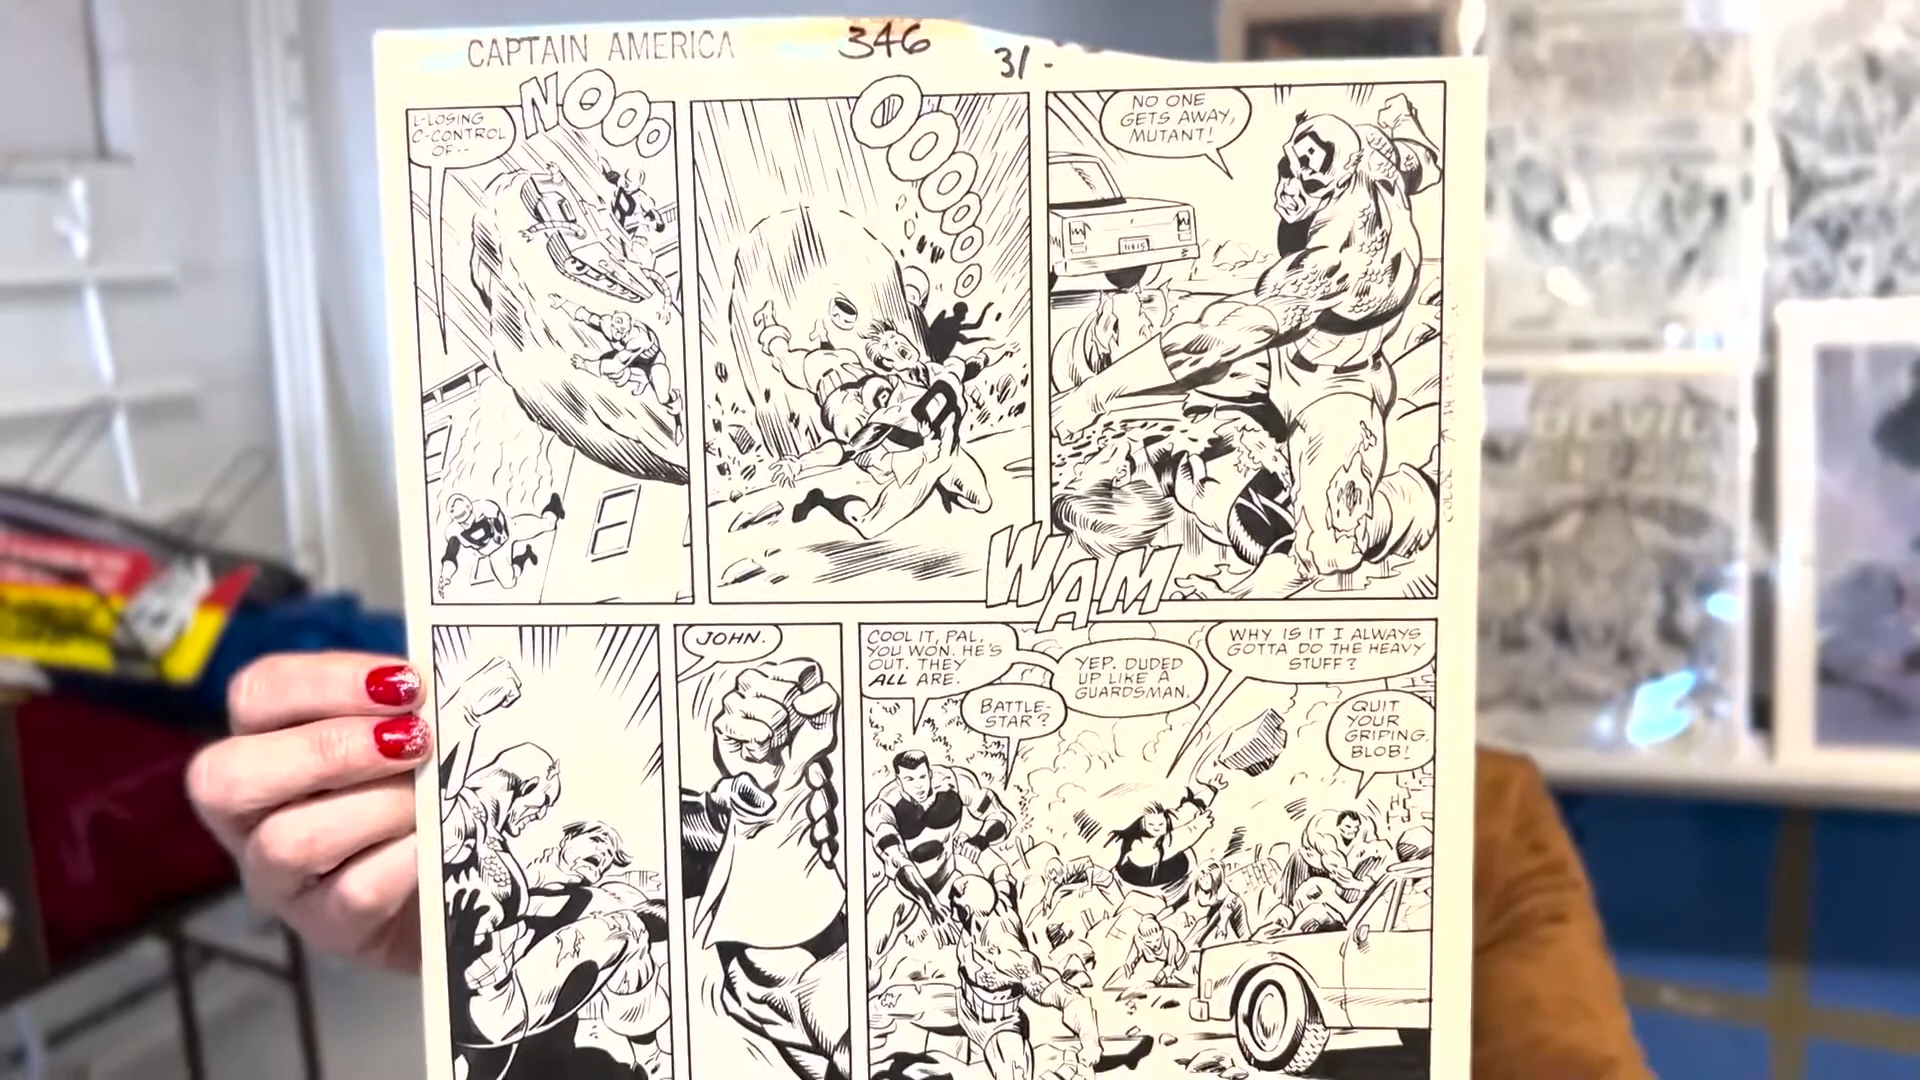 CAPTAIN AMERICA 346
31
L-LOSING
C-CONTROL
OF--
NOOO
OOOOOOO
NO ONE
GETS AWAY,
MUTANT!
WAM
JOHN.
COOL IT, PAL.
YOU WON. HE'S
OUT. THEY
ALL ARE.
BATTLE-
STAR?
YEP. DUDED
UP LIKE A
GUARDSMAN.
WHY IS IT I ALWAYS
GOTTA DO THE HEAVY
STUFF?
QUIT
YOUR
GRIPING,
BLOB!